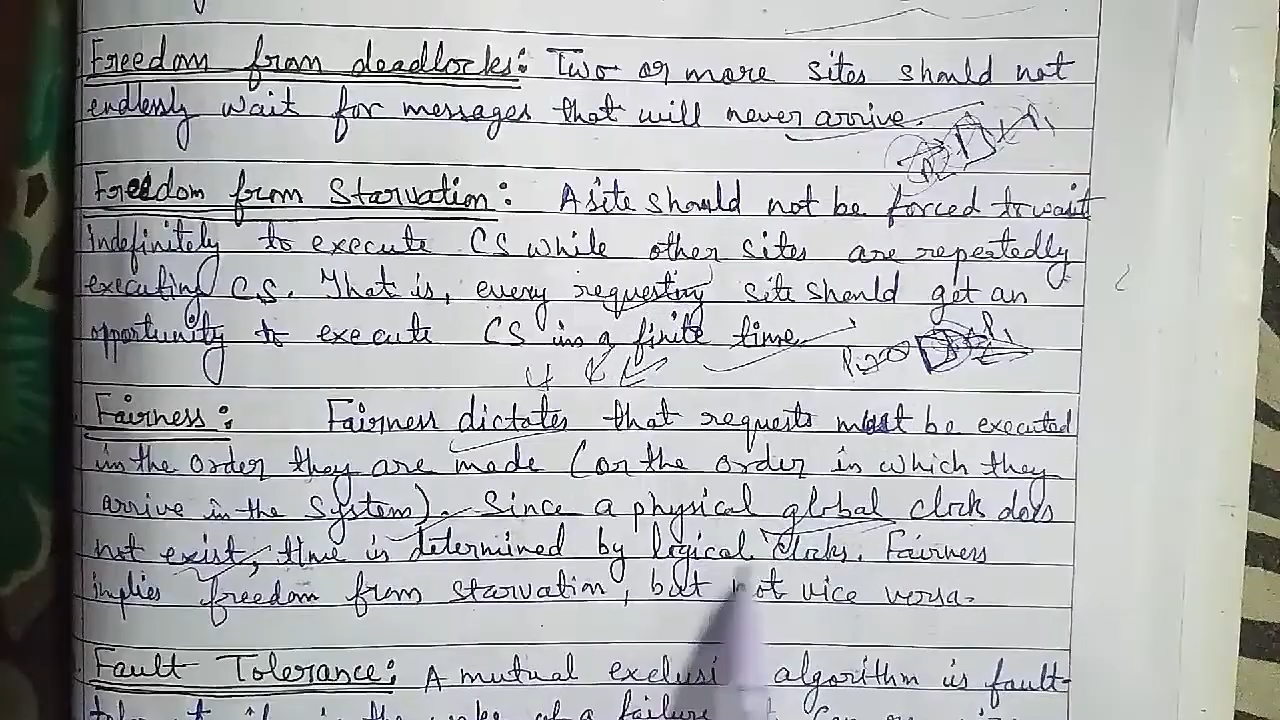 Freedom from deadlocks: Two or more sites should not
endlessly wait for messages that will never arrive.
Freedom from Starvation: A site should not be forced to wait
indefinitely to execute CS while other sites are repeatedly
executing C.S. That is, every requesting site should get an
opportunity to execute CS in a finite time.
Fairness: Fairness dictates that requests must be executed
in the order they are made (or the order in which they
arrive in the System). Since a physical global clock does
not exist, time is determined by logical clocks. Fairness
implies freedom from starvation, but not vice versa.
Fault Tolerance: A mutual exclusi algorithm is fault-
in the of a failure